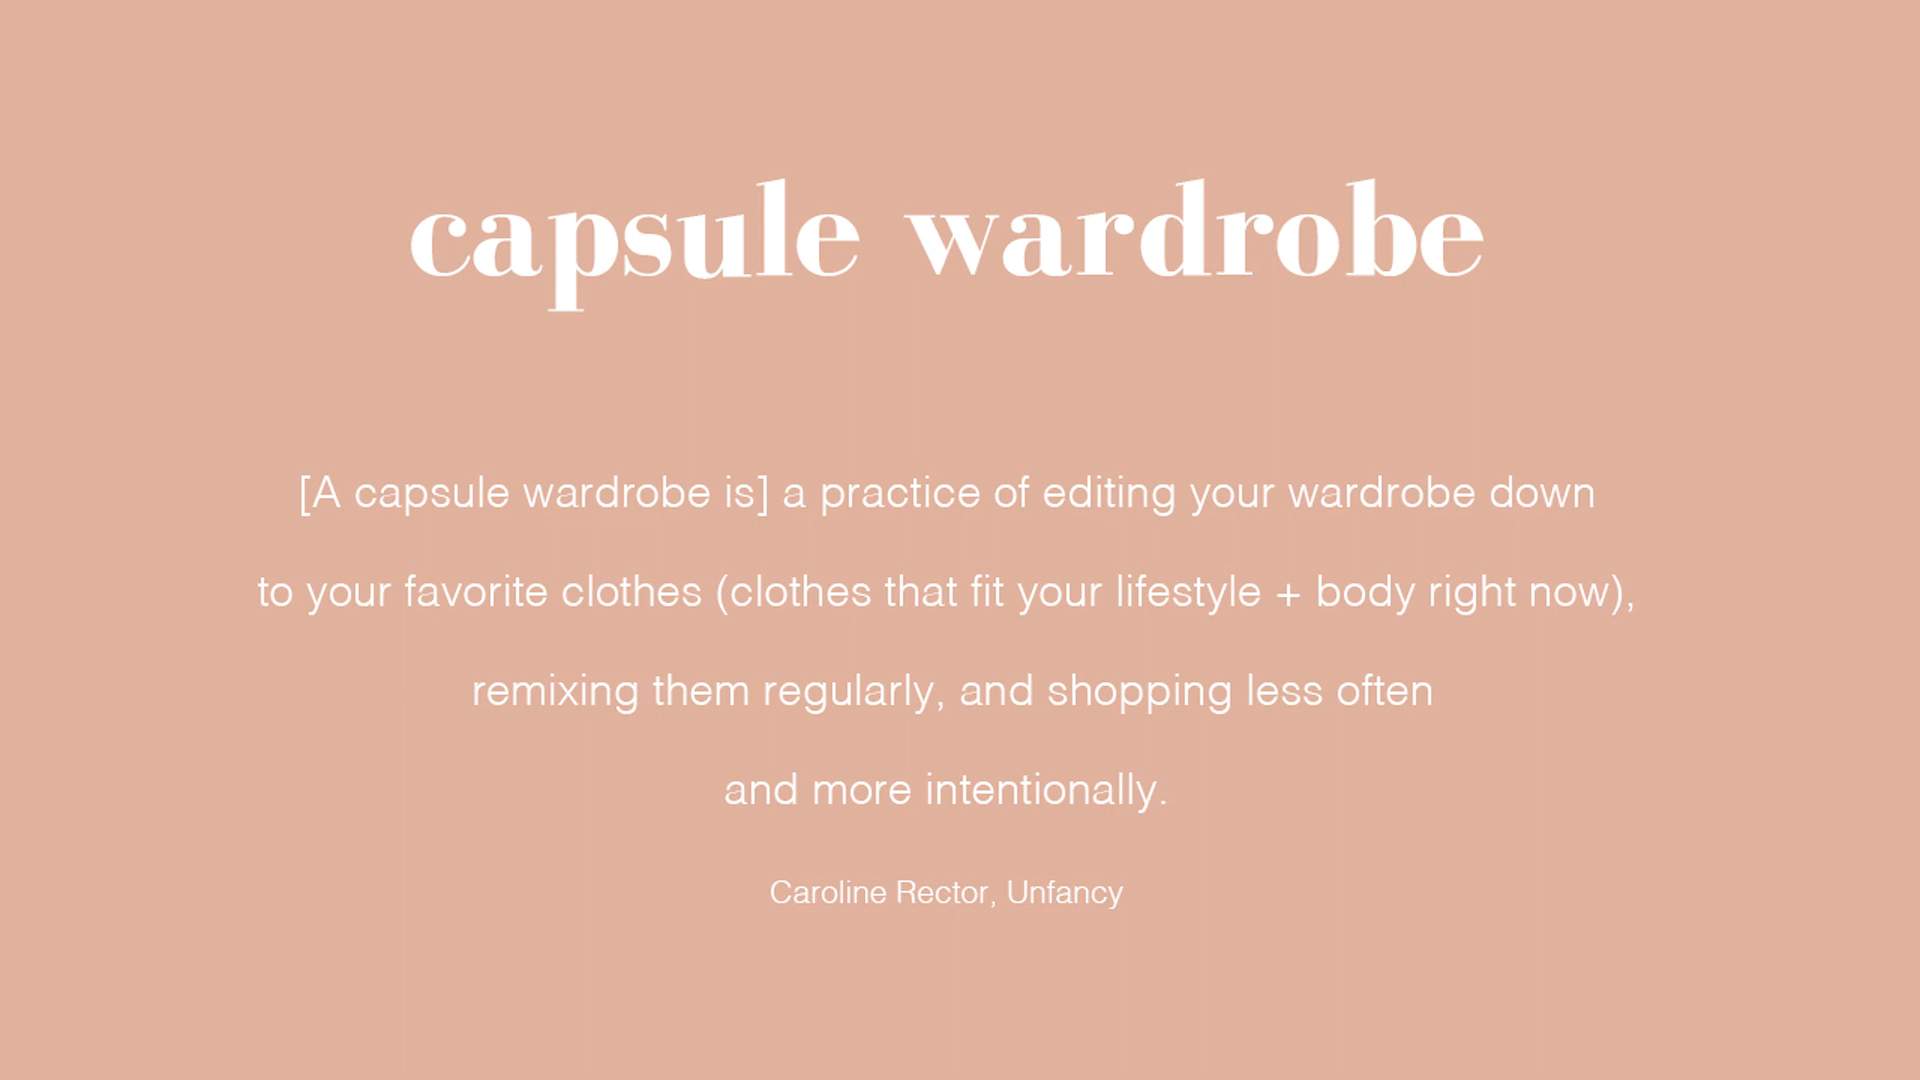 capsule wardrobe
[A capsule wardrobe is] a practice of editing your wardrobe down
to your favorite clothes (clothes that fit your lifestyle + body right now),
remixing them regularly, and shopping less often
and more intentionally.
Caroline Rector, Unfancy